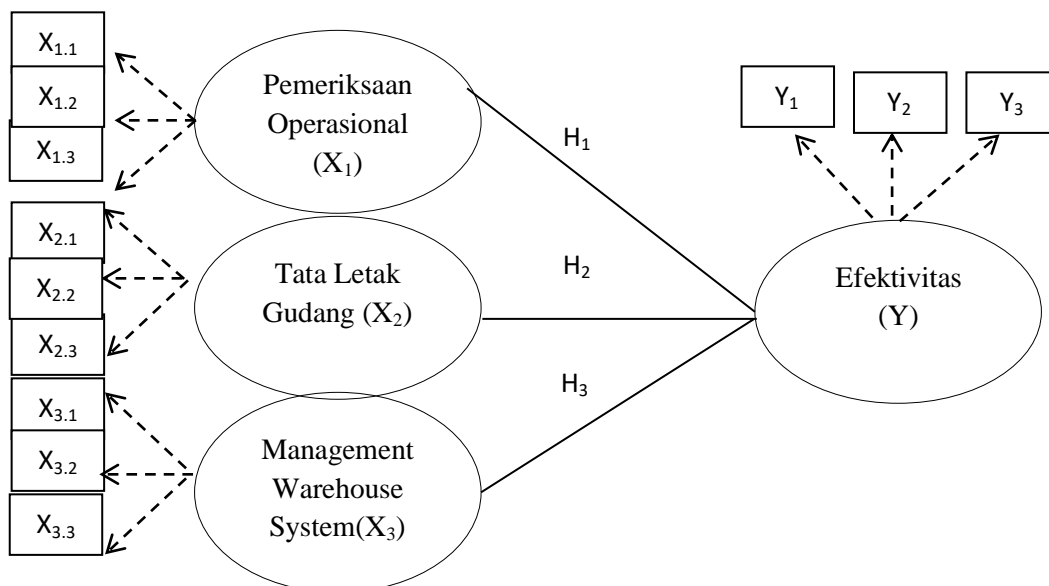 X1.1
X1.2
X1.3
Pemeriksaan
Operasional
(X1)
H1
Y1
Y2
Y3
X2.1
X2.2
X2.3
Tata Letak
Gudang (X2)
H2
Efektivitas
(Y)
X3.1
X3.2
X3.3
Management
Warehouse
System(X3)
H3